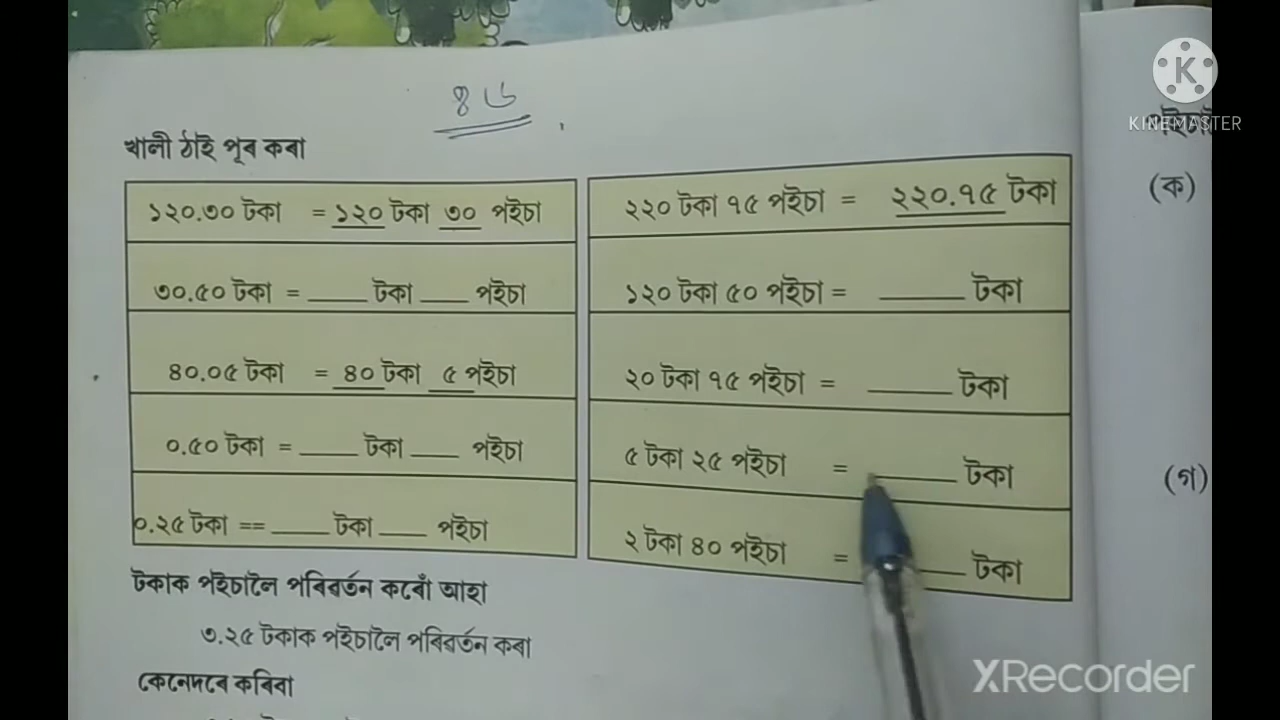 ৪৬
খালী ঠাই পূৰ কৰা
১২০.৩০ টকা = ১২০ টকা ৩০ পইচা
৩০.৫০ টকা = ____ টকা ___ পইচা
৪০.০৫ টকা = ৪০ টকা ৫ পইচা
০.৫০ টকা = ____ টকা ___ পইচা
০.২৫ টকা == ____ টকা ___ পইচা
২২০ টকা ৭৫ পইচা = ২২০.৭৫ টকা
১২০ টকা ৫০ পইচা = ______ টকা
২০ টকা ৭৫ পইচা = ______ টকা
৫ টকা ২৫ পইচা = ______ টকা
২ টকা ৪০ পইচা = ____ টকা
টকাক পইচালৈ পৰিৱৰ্তন কৰোঁ আহা
৩.২৫ টকাক পইচালৈ পৰিৱৰ্তন কৰা
কেনেদৰে কৰিবা
(ক)
(গ)
KINEMASTER
XRecorder